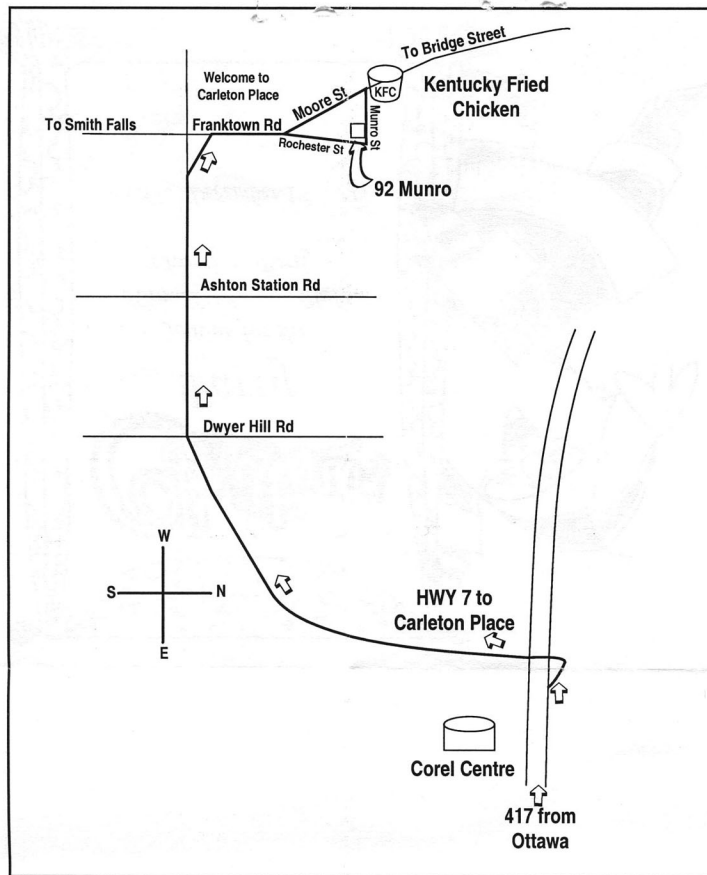 To Bridge Street
Welcome to
Carleton Place
Moore St
KFC
Kentucky Fried
Chicken
To Smith Falls
Franktown Rd
Munro St
Rochester St
92 Munro
Ashton Station Rd
Dwyer Hill Rd
W
S
N
E
HWY 7 to
Carleton Place
Corel Centre
417 from
Ottawa